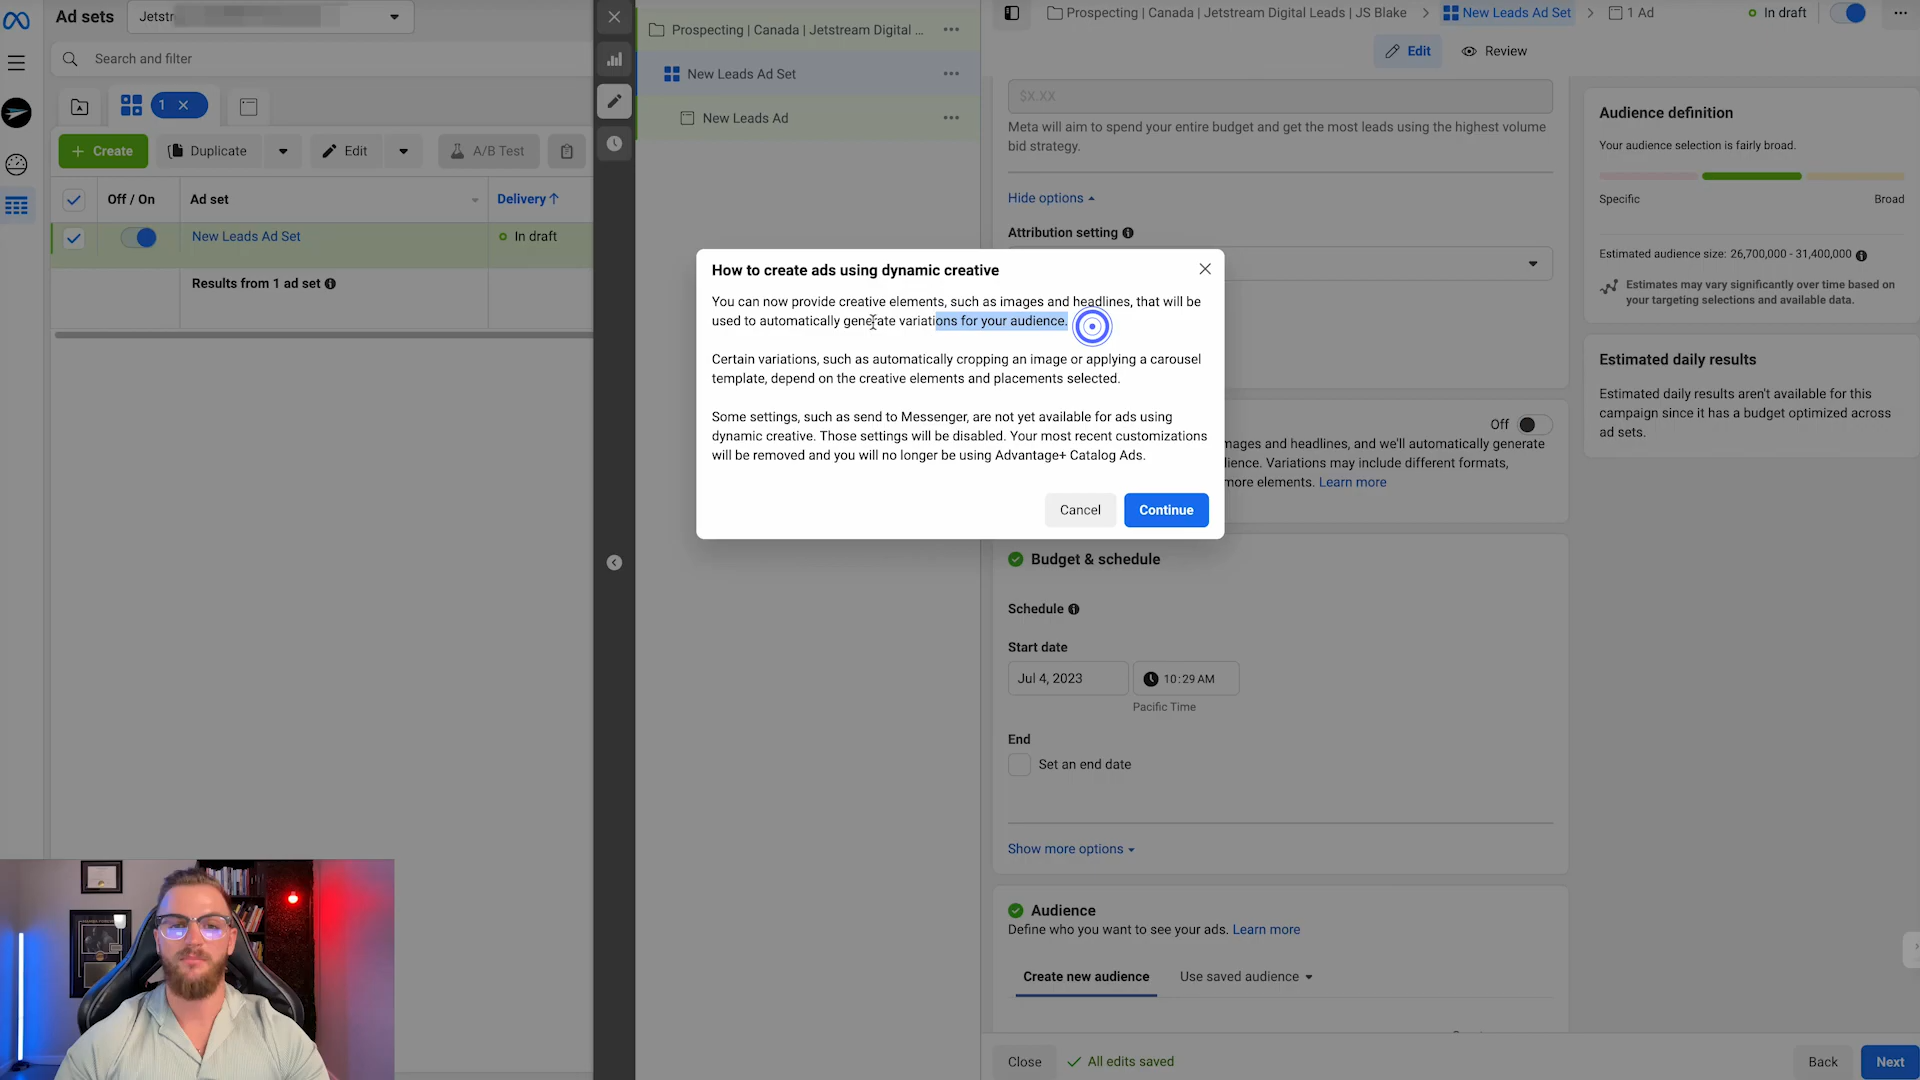 Ad sets
Jetstr
Search and filter
1
Create
Duplicate
Edit
A/B Test
Off / On
Ad set
Delivery
New Leads Ad Set
In draft
Results from 1 ad set
Prospecting | Canada | Jetstream Digital ...
New Leads Ad Set
New Leads Ad
Prospecting | Canada | Jetstream Digital Leads | JS Blake
New Leads Ad Set
1 Ad
In draft
Edit
Review
$X.XX
Meta will aim to spend your entire budget and get the most leads using the highest volume
bid strategy.
Hide options
Attribution setting
How to create ads using dynamic creative
You can now provide creative elements, such as images and headlines, that will be
used to automatically generate variations for your audience.
Certain variations, such as automatically cropping an image or applying a carousel
template, depend on the creative elements and placements selected.
Some settings, such as send to Messenger, are not yet available for ads using
dynamic creative. Those settings will be disabled. Your most recent customizations
will be removed and you will no longer be using Advantage+ Catalog Ads.
Cancel
Continue
Off
mages and headlines, and we'll automatically generate
ience. Variations may include different formats,
more elements. Learn more
Budget & schedule
Schedule
Start date
Jul 4, 2023
10:29 AM
Pacific Time
End
Set an end date
Show more options
Audience
Define who you want to see your ads. Learn more
Create new audience
Use saved audience
Close
All edits saved
Back
Next
Audience definition
Your audience selection is fairly broad.
Specific
Broad
Estimated audience size: 26,700,000 - 31,400,000
Estimates may vary significantly over time based on
your targeting selections and available data.
Estimated daily results
Estimated daily results aren't available for this
campaign since it has a budget optimized across
ad sets.